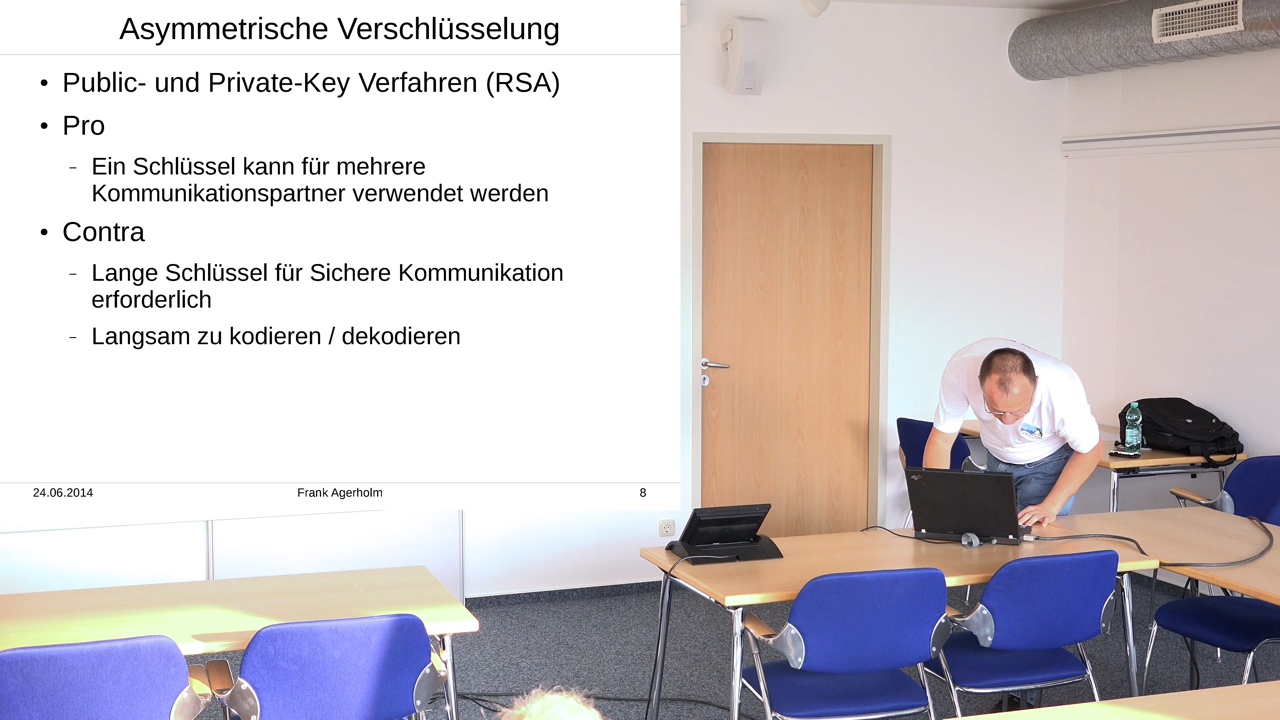 Asymmetrische Verschlüsselung
• Public- und Private-Key Verfahren (RSA)
• Pro
– Ein Schlüssel kann für mehrere
Kommunikationspartner verwendet werden
• Contra
– Lange Schlüssel für Sichere Kommunikation
erforderlich
– Langsam zu kodieren / dekodieren
24.06.2014 Frank Agerholm 8